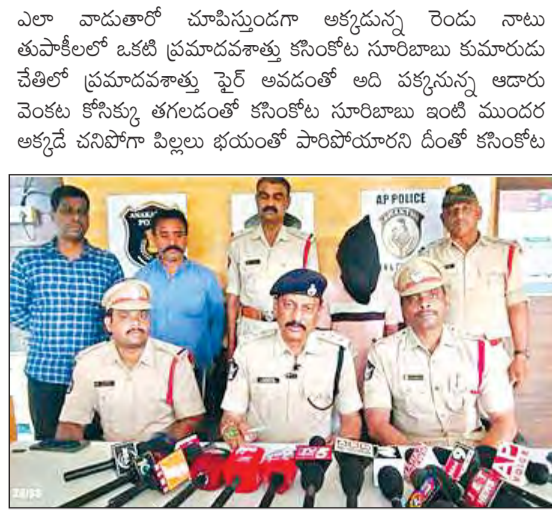 ఎలా వాడుతారో చూపిస్తుండగా అక్కడున్న రెండు నాటు
తుపాకీలలో ఒకటి ప్రమాదవశాత్తు కసింకోట సూరిబాబు కుమారుడు
చేతిలో ప్రమాదవశాత్తు ఫైర్ అవడంతో అది పక్కనున్న ఆడారు
వెంకట కోసిక్కు తగలడంతో కసింకోట సూరిబాబు ఇంటి ముందర
అక్కడే చనిపోగా పిల్లలు భయంతో పారిపోయారని దీంతో కసింకోట
AP POLICE
VOICE